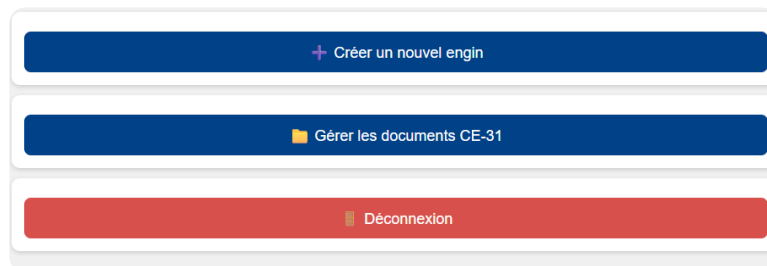 Créer un nouvel engin
Gérer les documents CE-31
Déconnexion